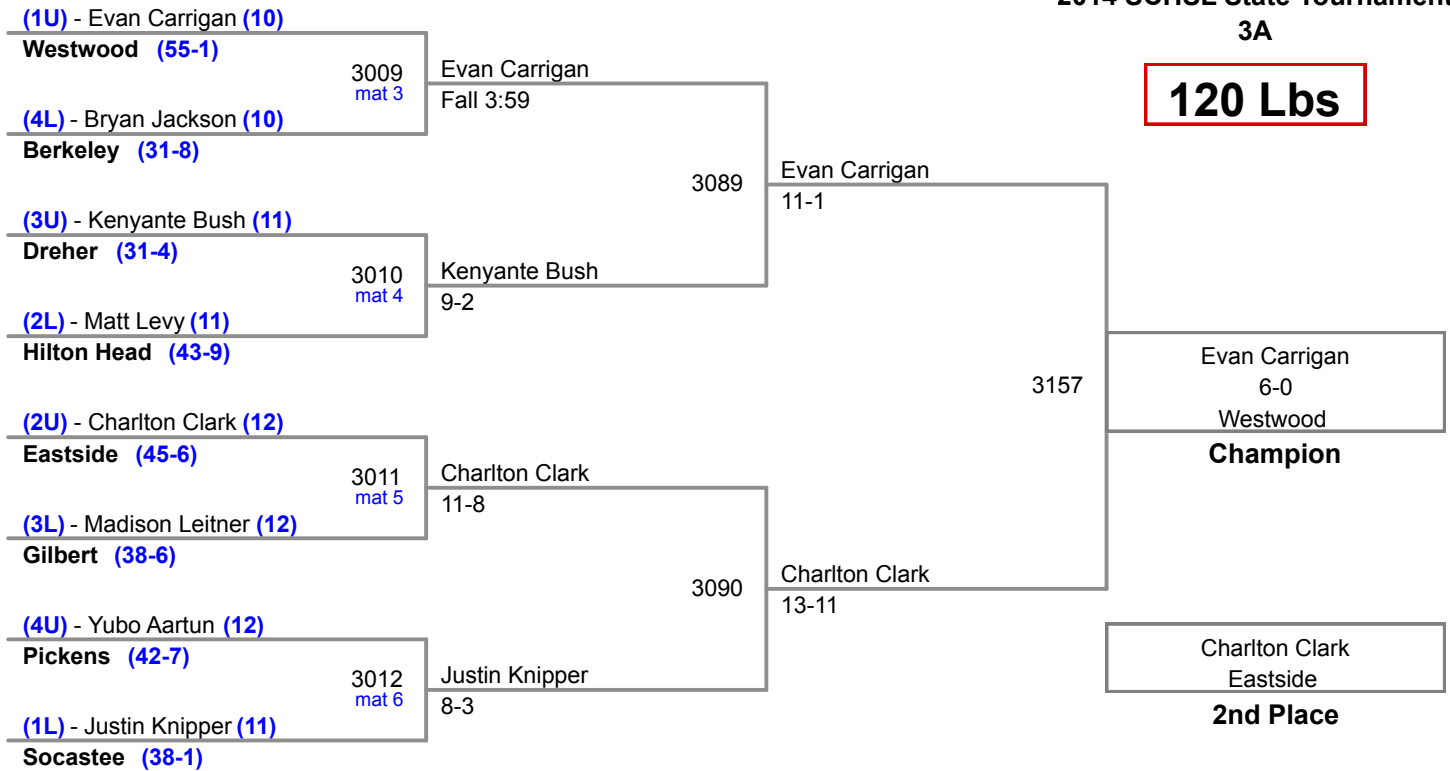 2014 SCHSL State Tournament
3A
120 Lbs
(1U) - Evan Carrigan (10)
Westwood (55-1)
3009
mat 3
Evan Carrigan
Fall 3:59
(4L) - Bryan Jackson (10)
Berkeley (31-8)
3089
Evan Carrigan
11-1
(3U) - Kenyante Bush (11)
Dreher (31-4)
3010
mat 4
Kenyante Bush
9-2
(2L) - Matt Levy (11)
Hilton Head (43-9)
3157
Evan Carrigan
6-0
Westwood
Champion
(2U) - Charlton Clark (12)
Eastside (45-6)
3011
mat 5
Charlton Clark
11-8
(3L) - Madison Leitner (12)
Gilbert (38-6)
3090
Charlton Clark
13-11
(4U) - Yubo Aartun (12)
Pickens (42-7)
3012
mat 6
Justin Knipper
8-3
(1L) - Justin Knipper (11)
Socastee (38-1)
Charlton Clark
Eastside
2nd Place